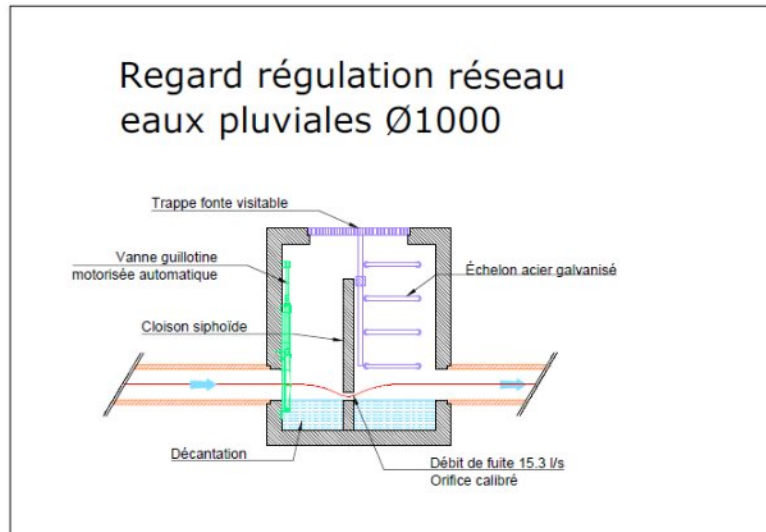 Regard régulation réseau
eaux pluviales Ø1000
Trappe fonte visitable
Vanne guillotine
motorisée automatique
Échelon acier galvanisé
Cloison siphoïde
Décantation
Débit de fuite 15.3 l/s
Orifice calibré